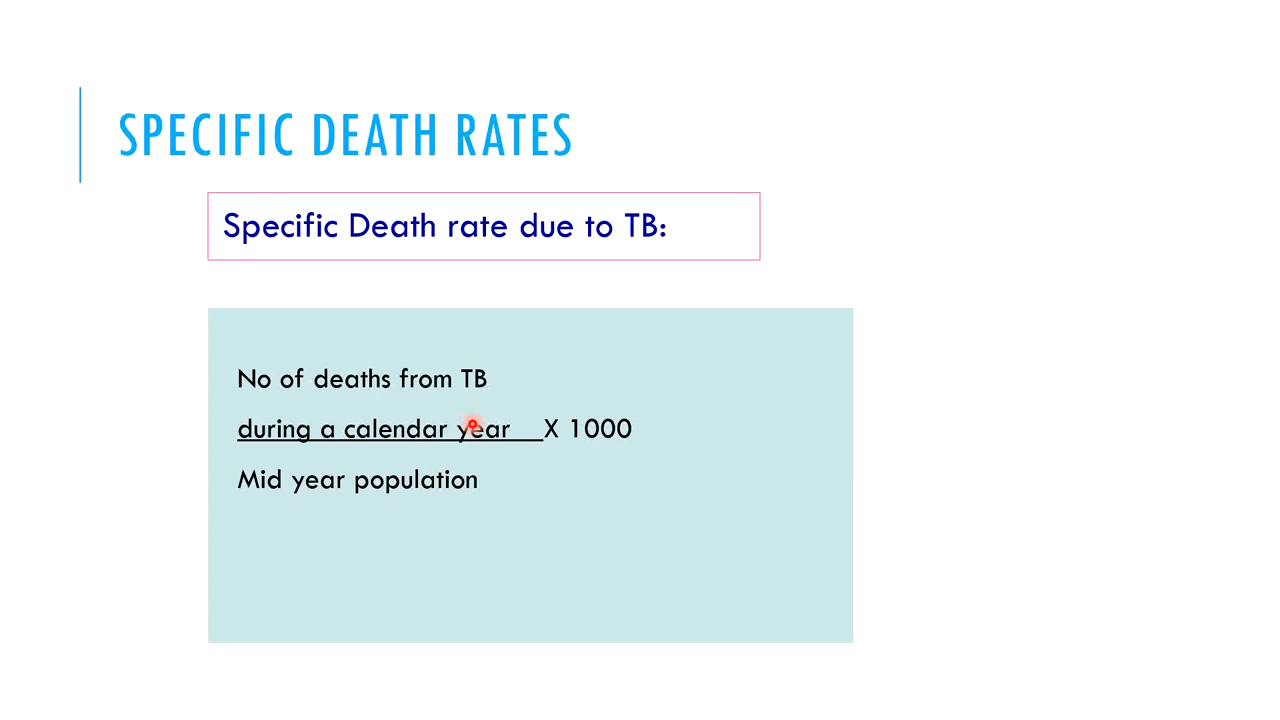 SPECIFIC DEATH RATES
Specific Death rate due to TB:
No of deaths from TB
during a calendar year X 1000
Mid year population